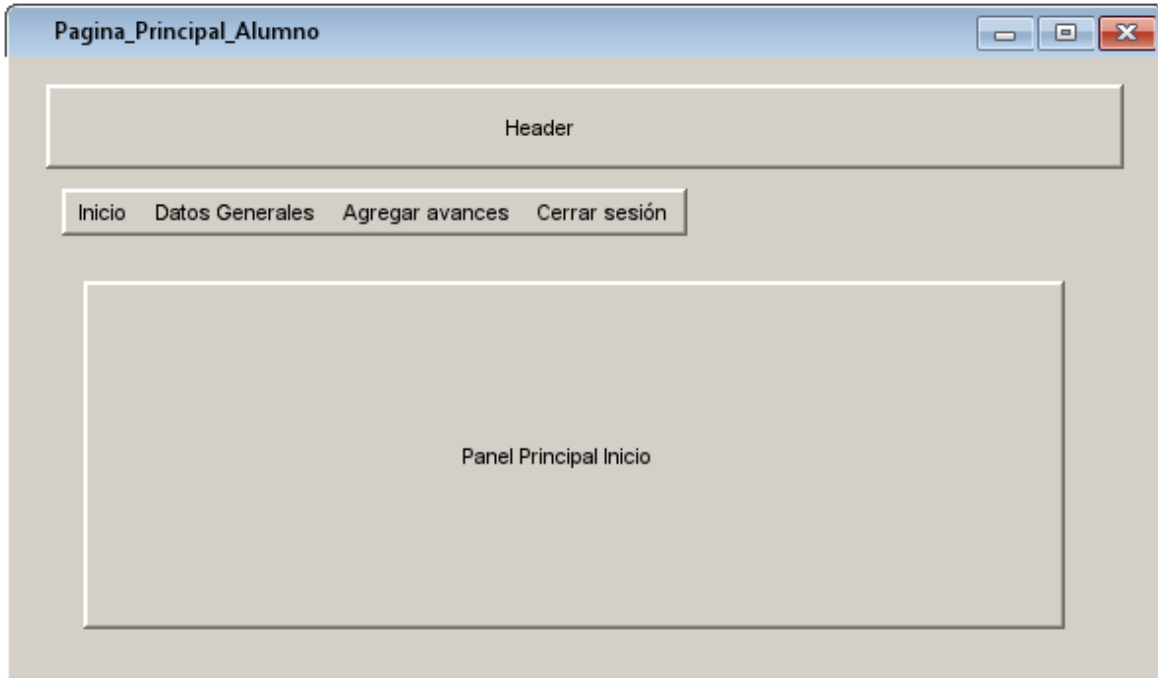 Pagina_Principal_Alumno
Header
Inicio Datos Generales Agregar avances Cerrar sesión
Panel Principal Inicio